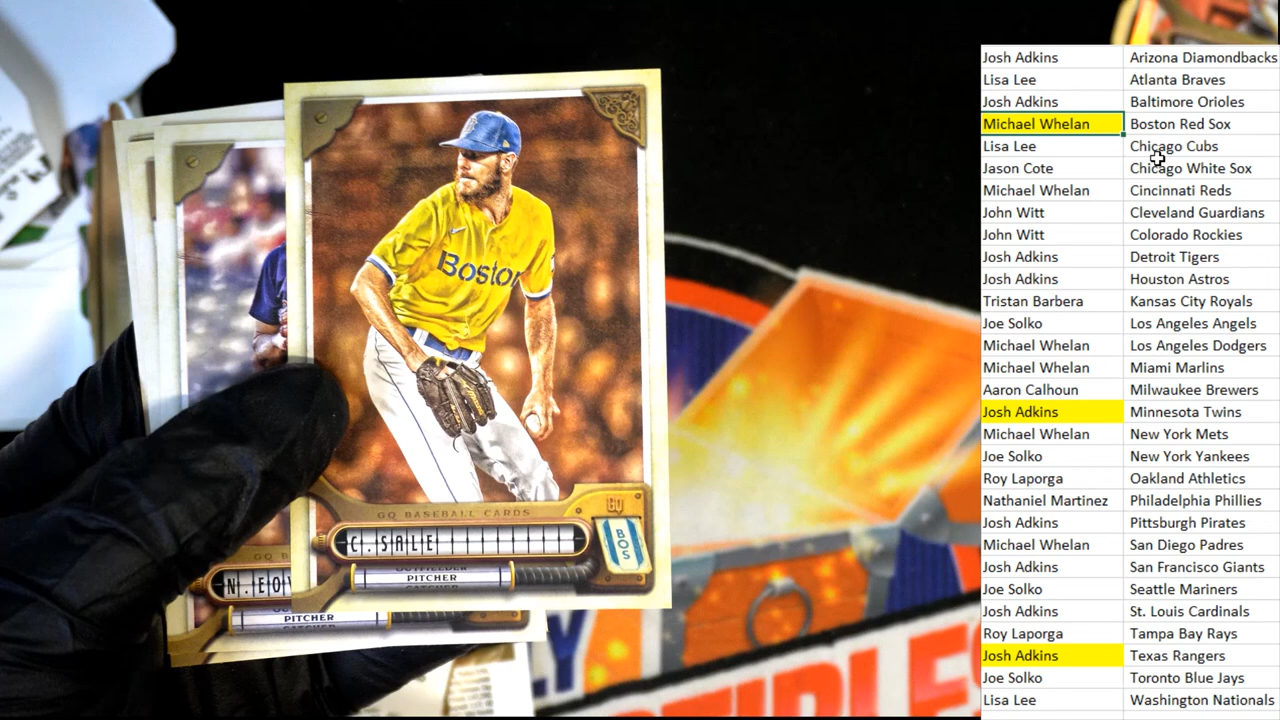 Boston
GQ BASEBALL CARDS
GQ
C.SALE
BOS
OUTFIELDER
PITCHER
CATCHER
GQ B
N.EO
PITCHER
CATCHER
LY
Josh Adkins Arizona Diamondbacks
Lisa Lee Atlanta Braves
Josh Adkins Baltimore Orioles
Michael Whelan Boston Red Sox
Lisa Lee Chicago Cubs
Jason Cote Chicago White Sox
Michael Whelan Cincinnati Reds
John Witt Cleveland Guardians
John Witt Colorado Rockies
Josh Adkins Detroit Tigers
Josh Adkins Houston Astros
Tristan Barbera Kansas City Royals
Joe Solko Los Angeles Angels
Michael Whelan Los Angeles Dodgers
Michael Whelan Miami Marlins
Aaron Calhoun Milwaukee Brewers
Josh Adkins Minnesota Twins
Michael Whelan New York Mets
Joe Solko New York Yankees
Roy Laporga Oakland Athletics
Nathaniel Martinez Philadelphia Phillies
Josh Adkins Pittsburgh Pirates
Michael Whelan San Diego Padres
Josh Adkins San Francisco Giants
Joe Solko Seattle Mariners
Josh Adkins St. Louis Cardinals
Roy Laporga Tampa Bay Rays
Josh Adkins Texas Rangers
Joe Solko Toronto Blue Jays
Lisa Lee Washington Nationals